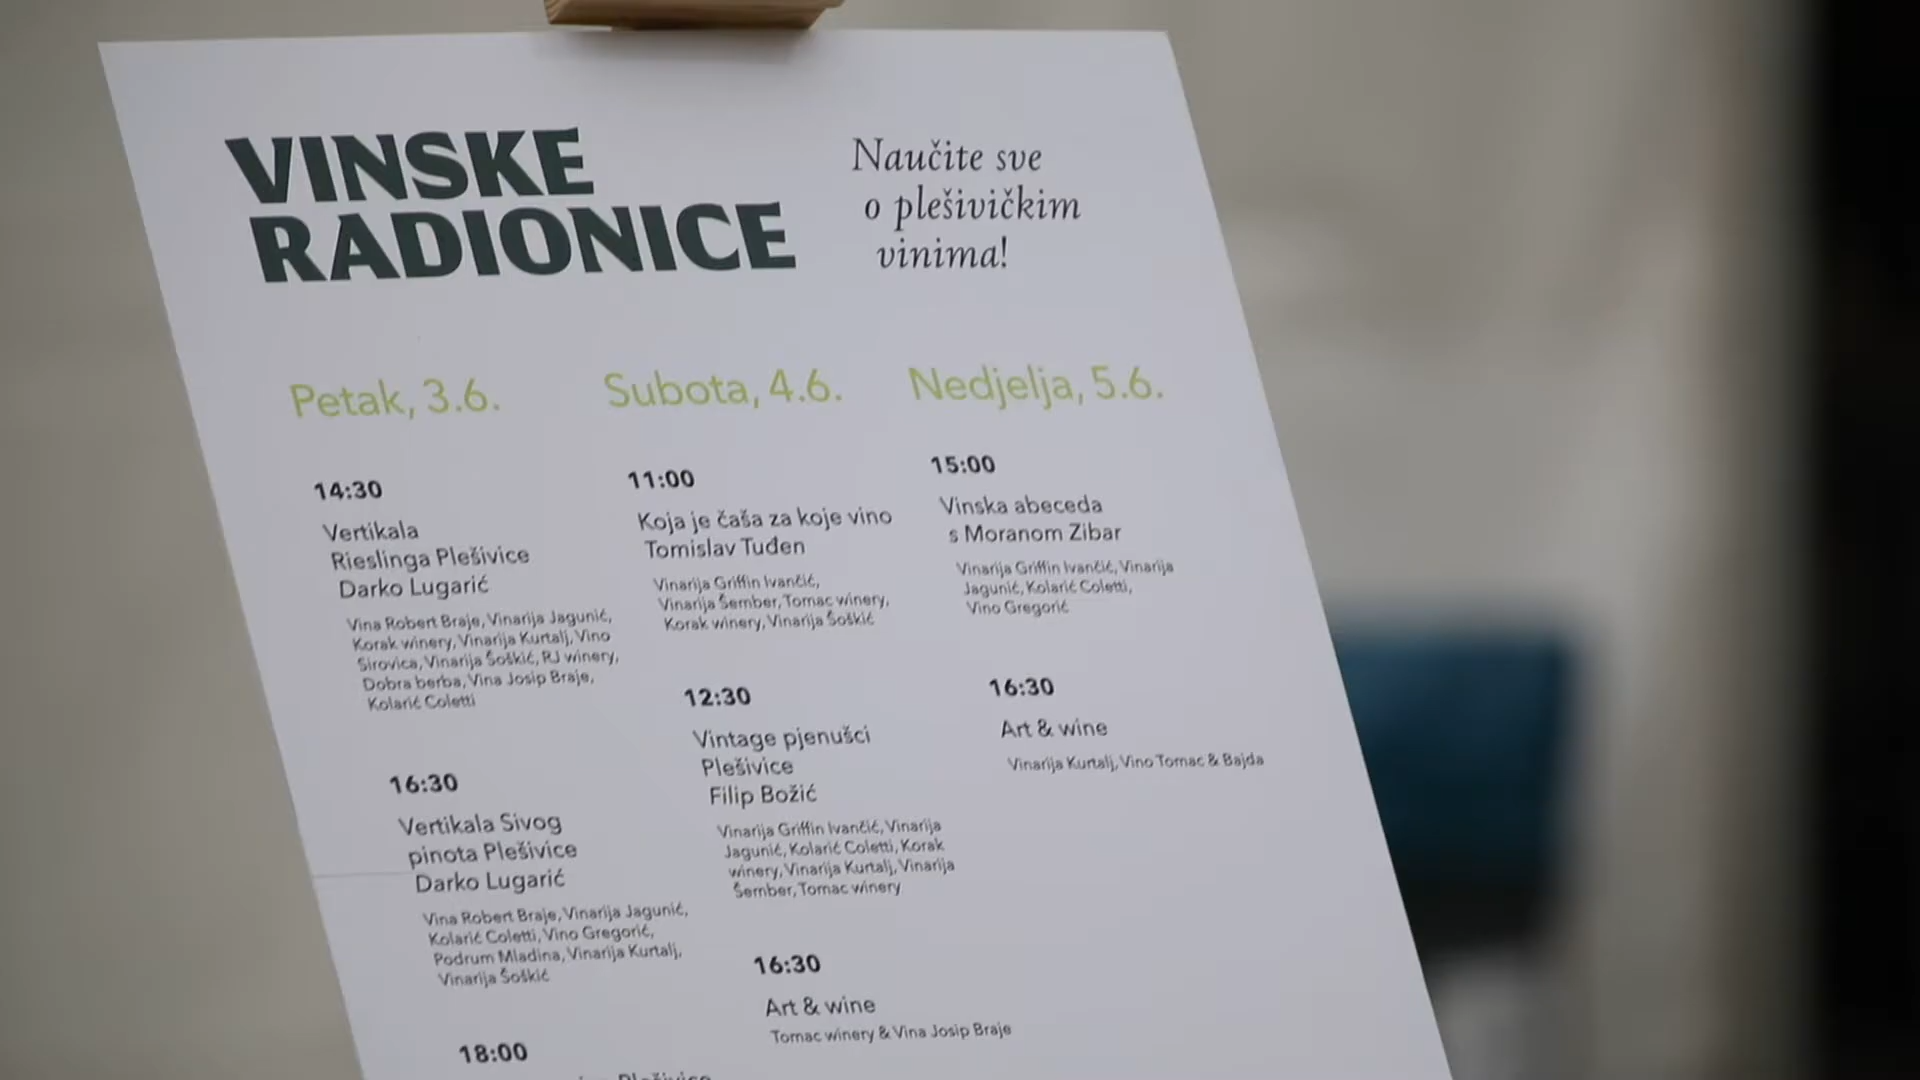 VINSKE
RADIONICE
Naučite sve
o plešivičkim
vinima!
Petak, 3.6.
14:30
Vertikala
Rieslinga Plešivice
Darko Lugarić
Vina Robert Braje, Vinarija Jagunić,
Korak winery, Vinarija Kurtalj, Vino
Sirovica, Vinarija Šoškić, RJ winery,
Dobra berba, Vina Josip Braje,
Kolarić Coletti
16:30
Vertikala Sivog
pinota Plešivice
Darko Lugarić
Vina Robert Braje, Vinarija Jagunić,
Kolarić Coletti, Vino Gregorić,
Podrum Mladina, Vinarija Kurtalj,
Vinarija Šoškić
18:00
Plešivice
Subota, 4.6.
11:00
Koja je čaša za koje vino
Tomislav Tuđen
Vinarija Griffin Ivančić,
Vinarija Šember, Tomac winery,
Korak winery, Vinarija Šoškić
12:30
Vintage pjenušci
Plešivice
Filip Božić
Vinarija Griffin Ivančić, Vinarija
Jagunić, Kolarić Coletti, Korak
winery, Vinarija Kurtalj, Vinarija
Šember, Tomac winery
16:30
Art & wine
Tomac winery & Vina Josip Braje
Nedjelja, 5.6.
15:00
Vinska abeceda
s Moranom Zibar
Vinarija Griffin Ivančić, Vinarija
Jagunić, Kolarić Coletti,
Vino Gregorić
16:30
Art & wine
Vinarija Kurtalj, Vino Tomac & Bajda